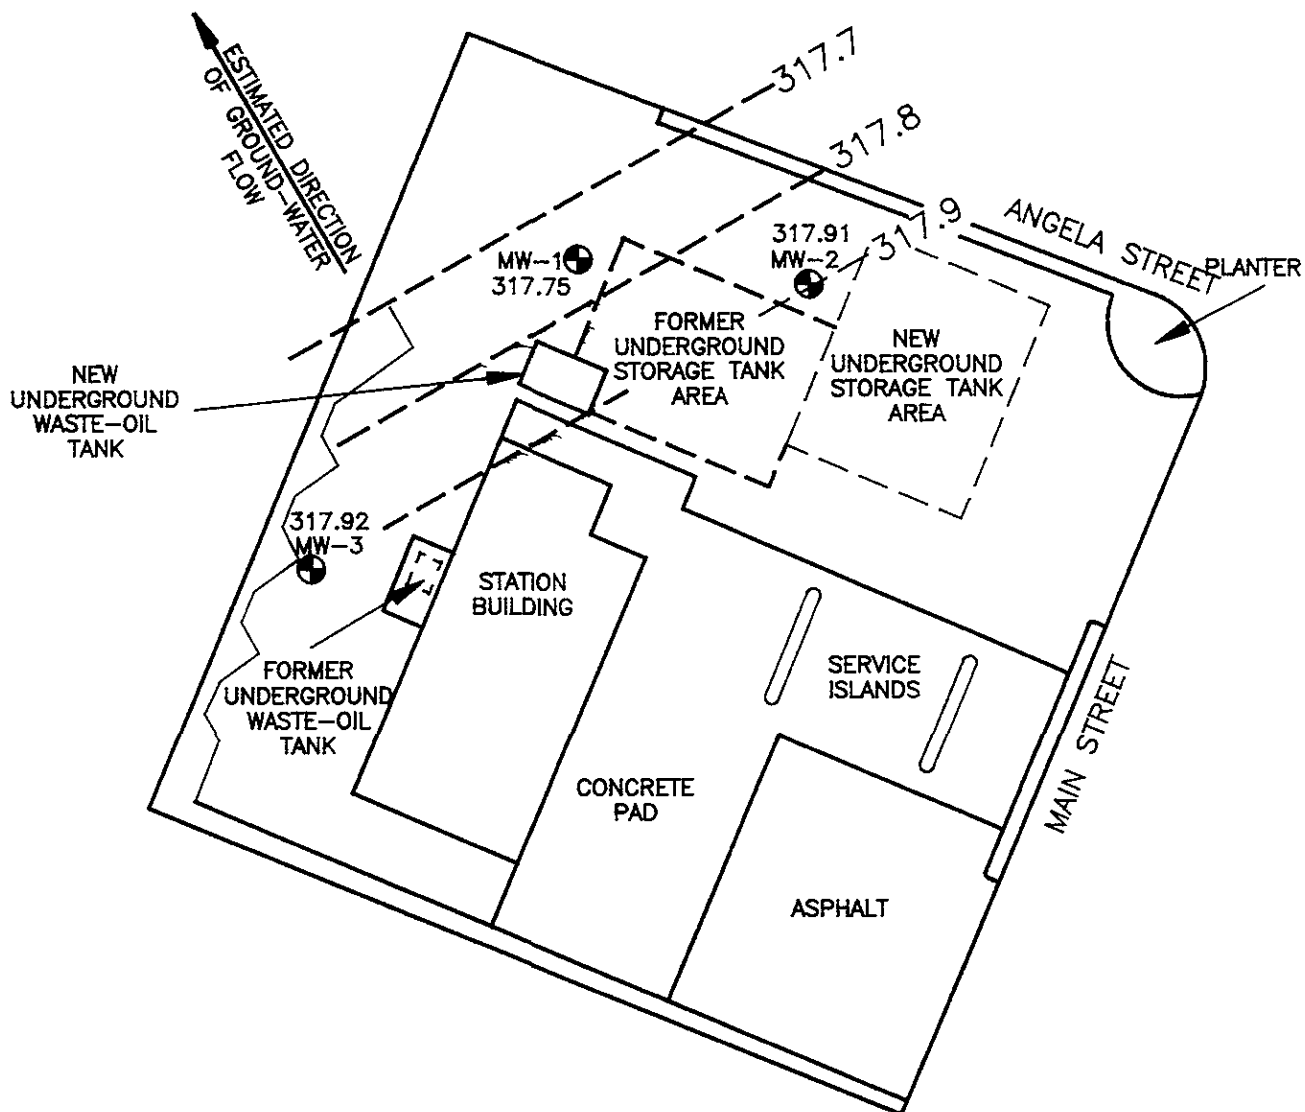 ESTIMATED DIRECTION
OF GROUND-WATER
FLOW
317.7
317.8
317.9
ANGELA STREET
PLANTER
MW-1
317.75
317.91
MW-2
FORMER
UNDERGROUND
STORAGE TANK
AREA
NEW
UNDERGROUND
STORAGE TANK
AREA
NEW
UNDERGROUND
WASTE-OIL
TANK
317.92
MW-3
STATION
BUILDING
FORMER
UNDERGROUND
WASTE-OIL
TANK
SERVICE
ISLANDS
MAIN STREET
CONCRETE
PAD
ASPHALT